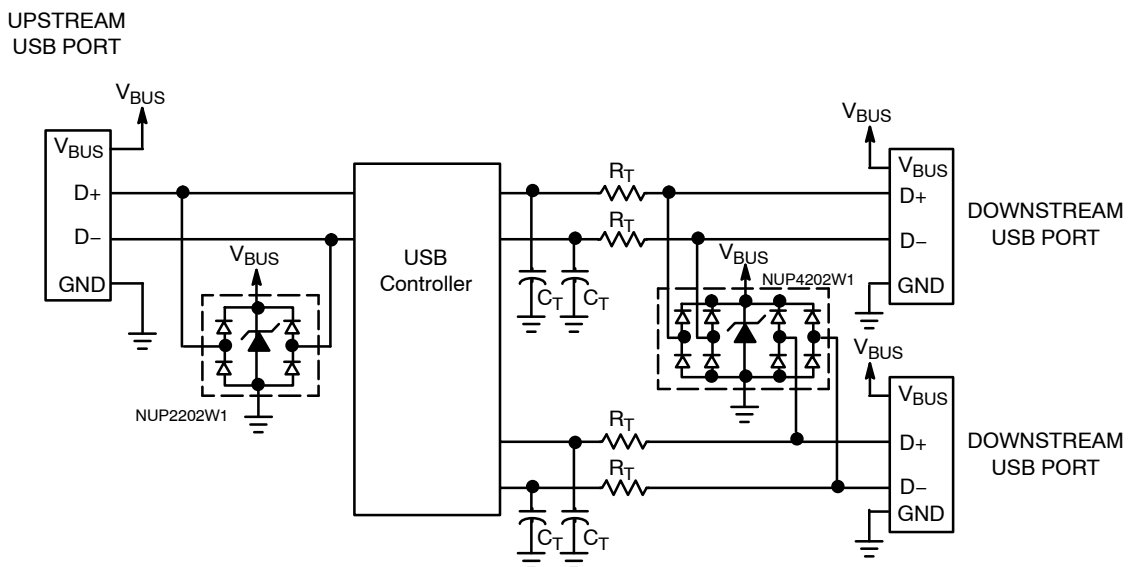 UPSTREAM
USB PORT
VBUS
VBUS
D+
D−
GND
VBUS
NUP2202W1
USB
Controller
RT
RT
CT
CT
VBUS
NUP4202W1
VBUS
VBUS
D+
D−
GND
DOWNSTREAM
USB PORT
RT
RT
CT
CT
VBUS
VBUS
D+
D−
GND
DOWNSTREAM
USB PORT